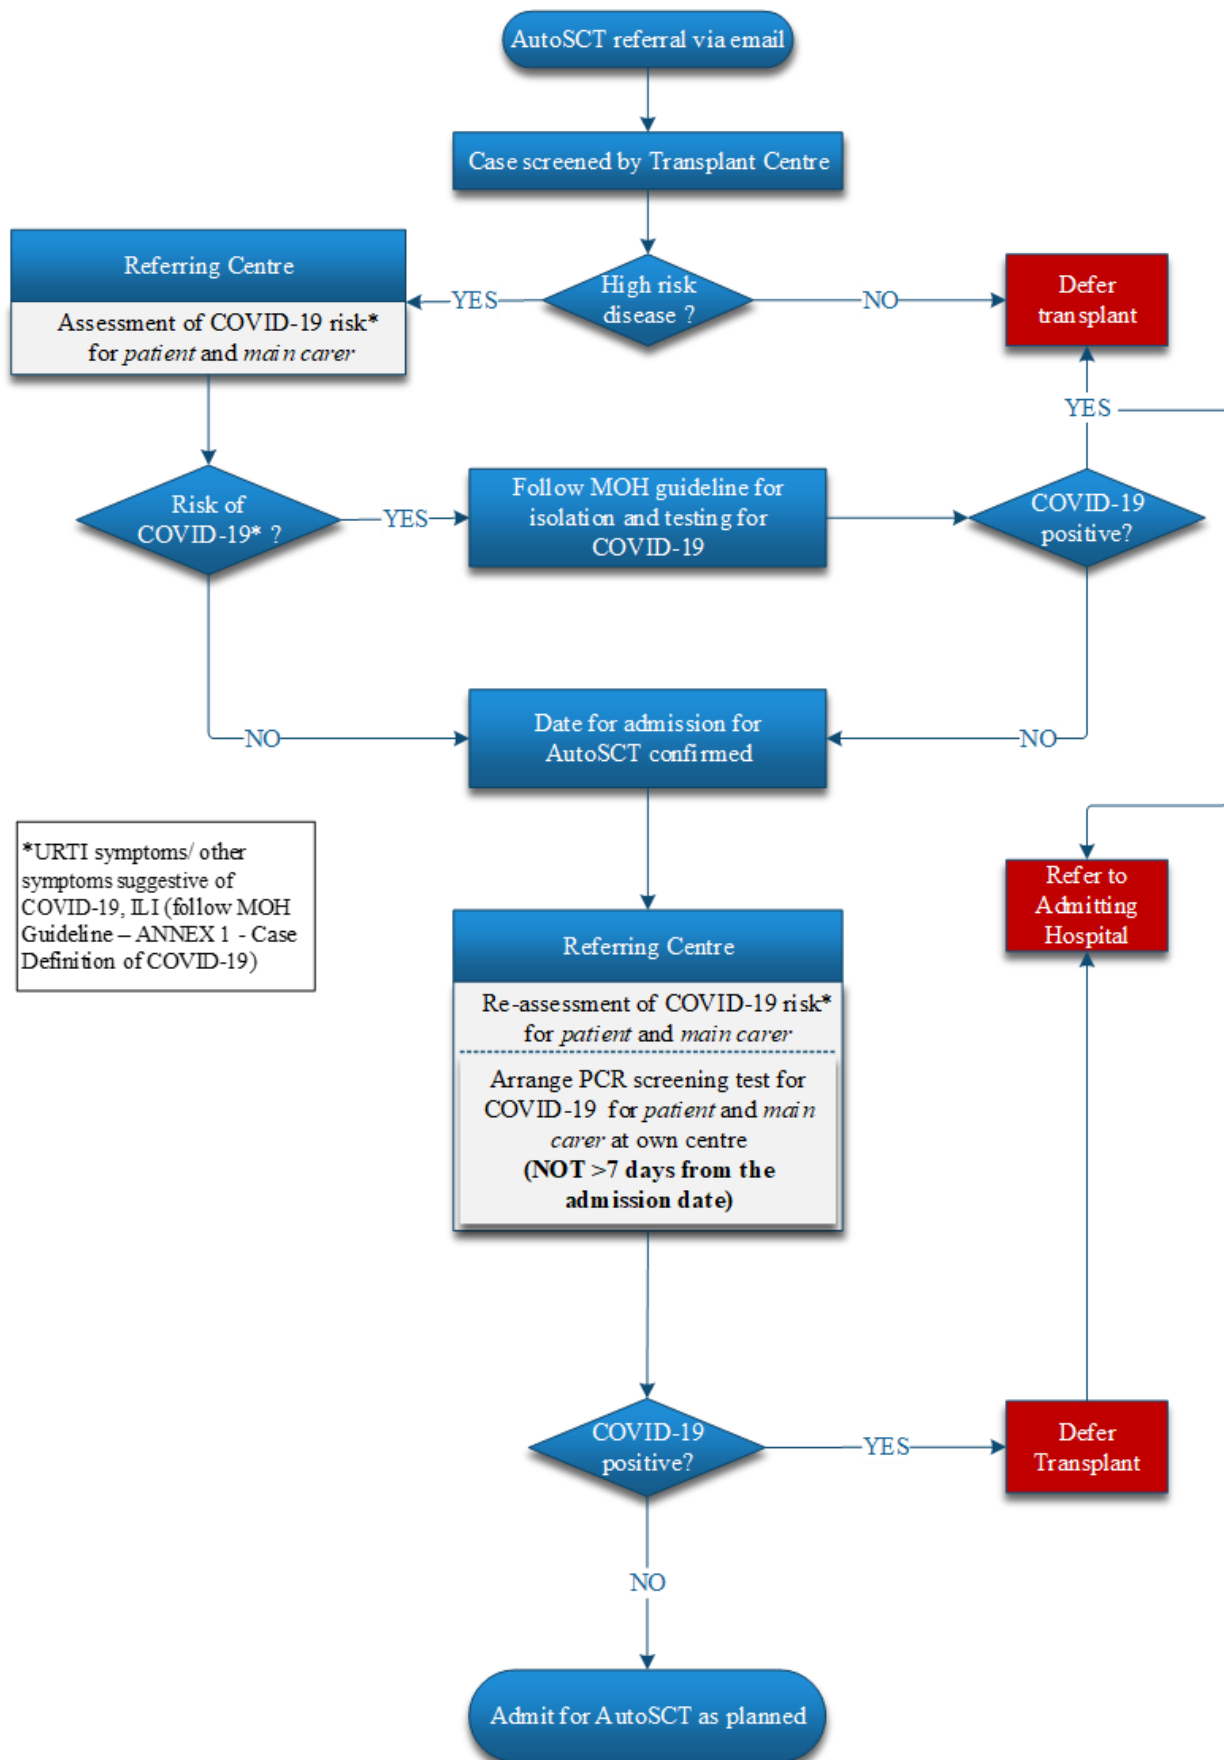 AutoSCT referral via email
Case screened by Transplant Centre
High risk
disease ?
YES
NO
Defer
transplant
Referring Centre
Assessment of COVID-19 risk*
for patient and main carer
Risk of
COVID-19* ?
YES
Follow MOH guideline for
isolation and testing for
COVID-19
COVID-19
positive?
YES
NO
NO
Date for admission for
AutoSCT confirmed
*URTI symptoms/ other
symptoms suggestive of
COVID-19, ILI (follow MOH
Guideline – ANNEX 1 - Case
Definition of COVID-19)
Refer to
Admitting
Hospital
Referring Centre
Re-assessment of COVID-19 risk*
for patient and main carer
Arrange PCR screening test for
COVID-19 for patient and main
carer at own centre
(NOT >7 days from the
admission date)
COVID-19
positive?
YES
Defer
Transplant
NO
Admit for AutoSCT as planned